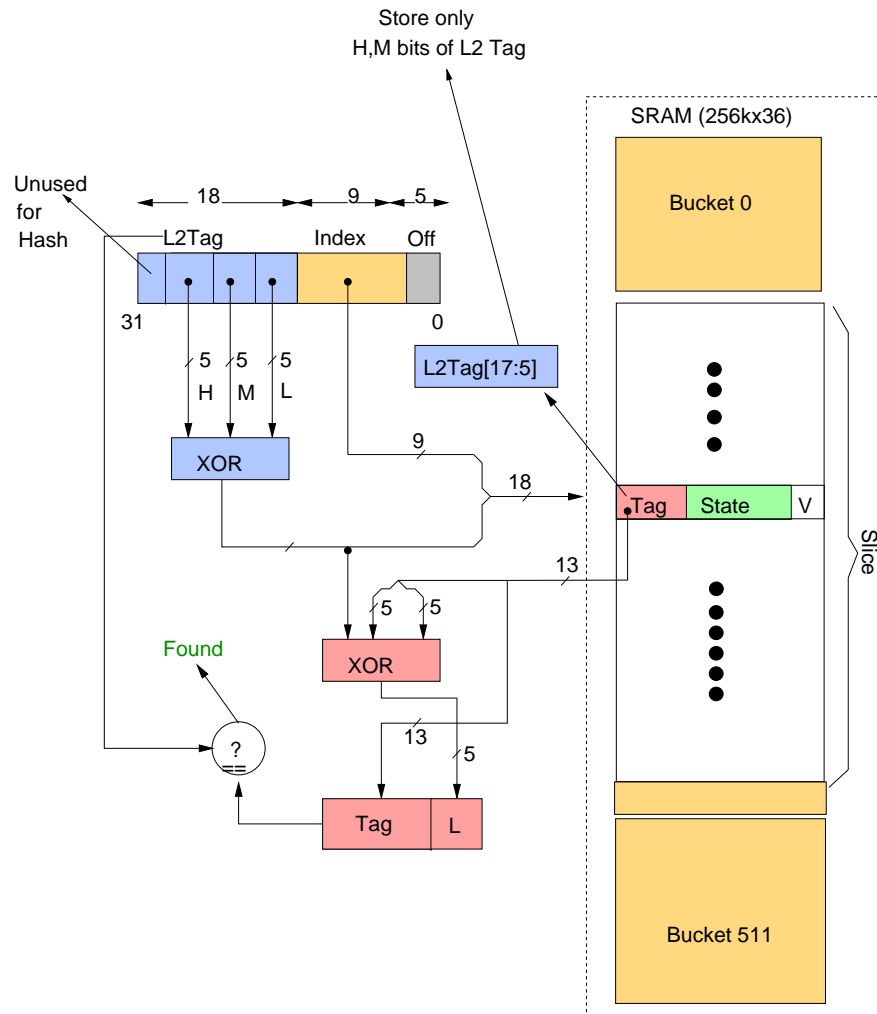 Store only
H,M bits of L2 Tag
SRAM (256kx36)
Bucket 0
Unused
for
Hash
18
9
5
L2Tag
Index
Off
31
0
5
5
5
H
M
L
L2Tag[17:5]
XOR
9
18
Tag
State
V
Slice
13
5
5
XOR
Found
13
5
?
==
Tag
L
Bucket 511